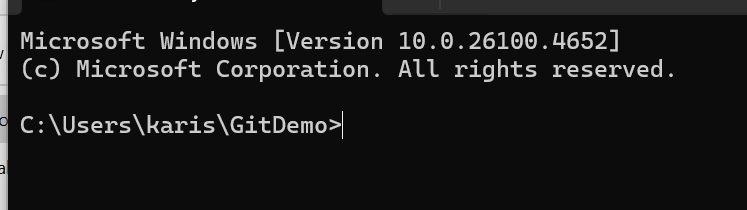 Microsoft Windows [Version 10.0.26100.4652]
(c) Microsoft Corporation. All rights reserved.
C:\Users\karis\GitDemo>